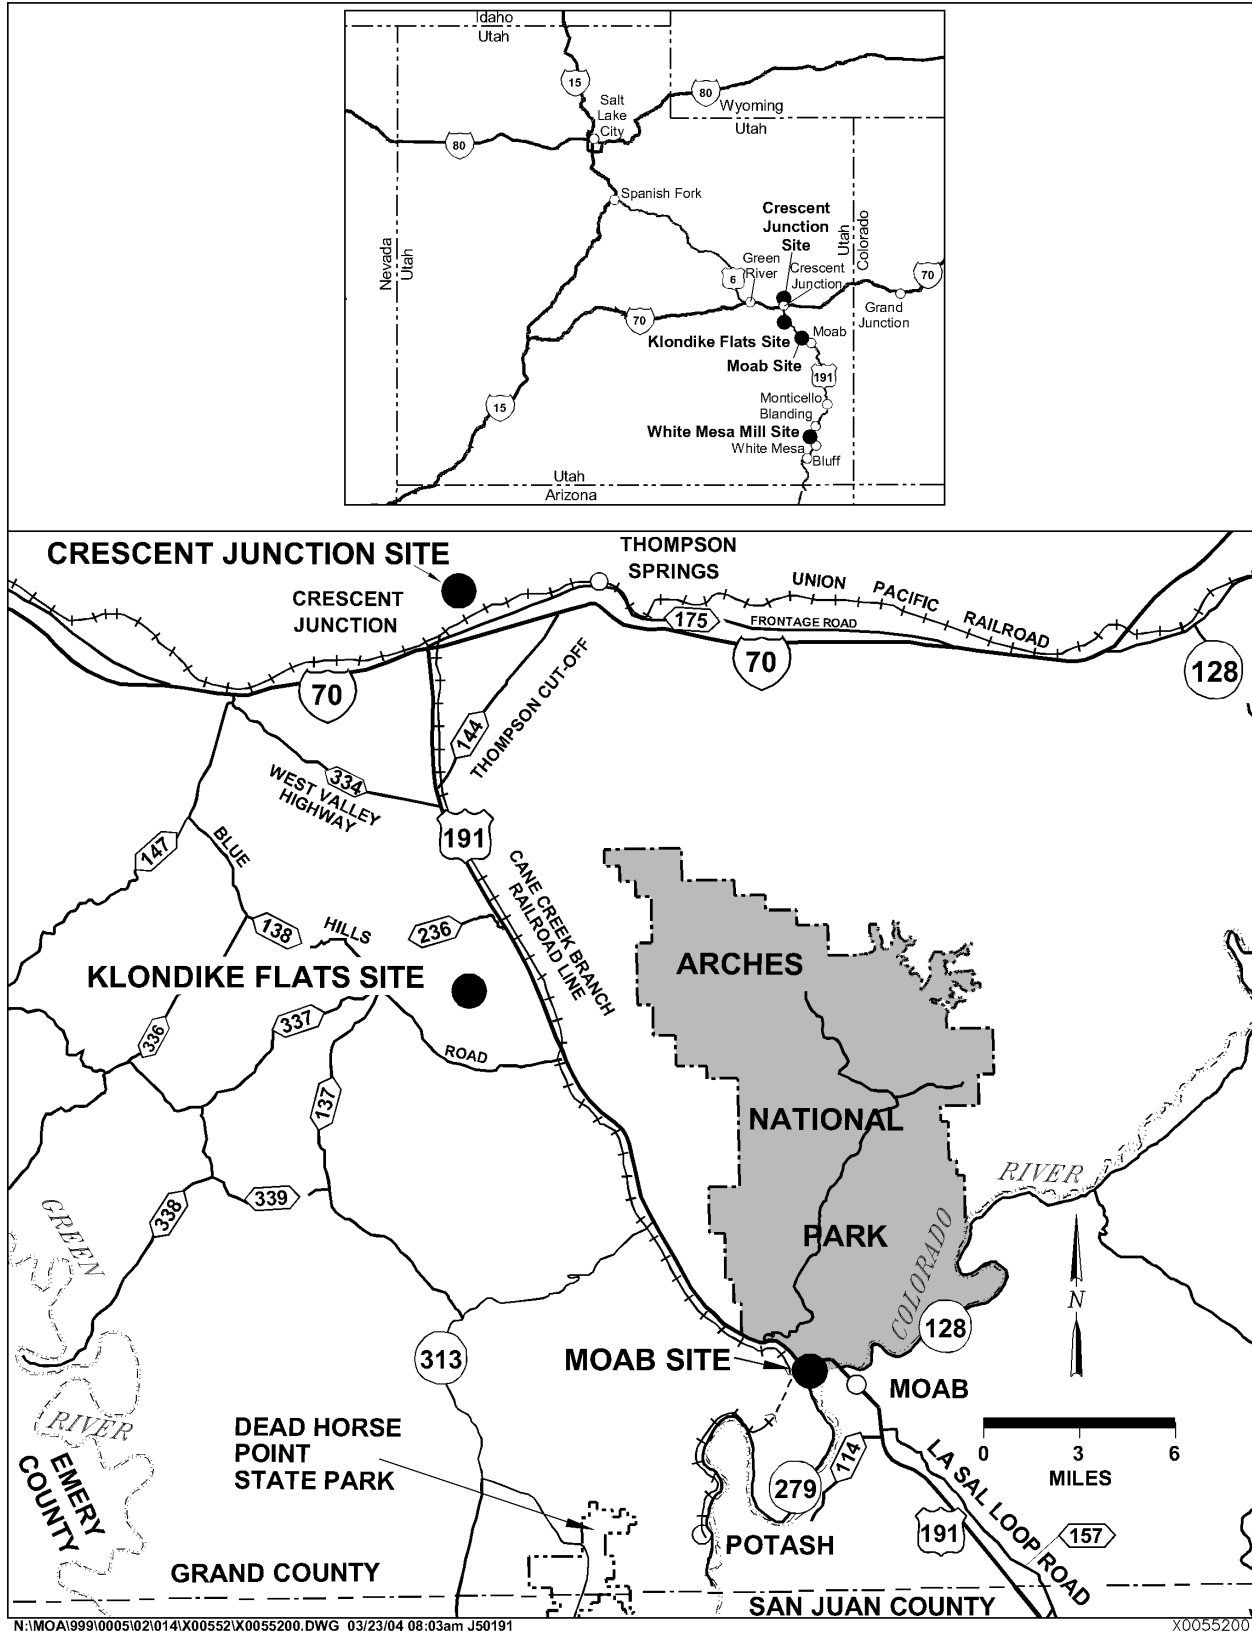 Idaho
Utah
15
80
Salt
Lake
City
Wyoming
Utah
80
Spanish Fork
Crescent
Junction
Site
Nevada
Utah
Utah
Colorado
Green
River
Crescent
Junction
6
70
Grand
Junction
70
Klondike Flats Site
Moab
Moab Site
191
15
Monticello
Blanding
White Mesa Mill Site
White Mesa
Bluff
Utah
Arizona
CRESCENT JUNCTION SITE
THOMPSON
SPRINGS
CRESCENT
JUNCTION
UNION PACIFIC RAILROAD
175
FRONTAGE ROAD
70
70
128
144
THOMPSON CUT-OFF
334
WEST VALLEY
HIGHWAY
191
147
BLUE
HILLS
ROAD
138
236
CANE CREEK BRANCH
RAILROAD LINE
KLONDIKE FLATS SITE
ARCHES
NATIONAL
PARK
336
337
137
339
338
GREEN
RIVER
COLORADO
RIVER
128
N
313
MOAB SITE
MOAB
DEAD HORSE
POINT
STATE PARK
0 3 6
MILES
EMERY
COUNTY
279
114
LA SAL LOOP ROAD
191
157
POTASH
GRAND COUNTY
SAN JUAN COUNTY
N:\MOA\999\0005\02\014\X00552\X0055200.DWG 03/23/04 08:03am J50191
X0055200